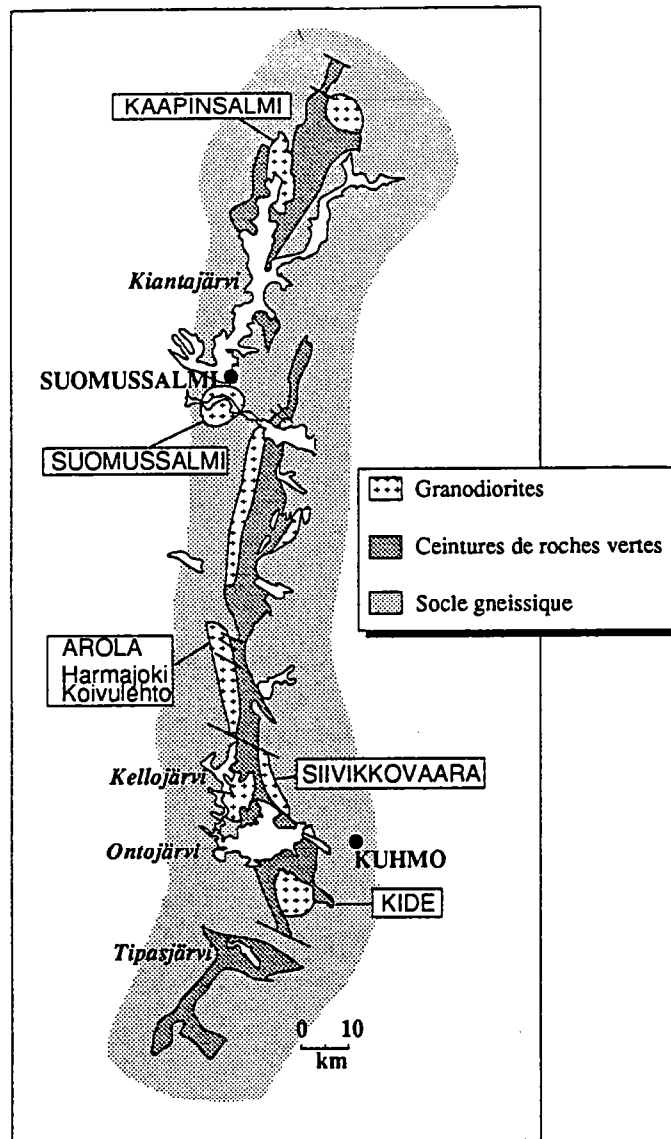 KAAPINSALMI
Kiantajärvi
SUOMUSSALMI
SUOMUSSALMI
Granodiorites
Ceintures de roches vertes
Socle gneissique
AROLA
Harmajoki
Koivulehto
Kellojärvi
SIIVIKKOVAARA
Ontojärvi
KUHMO
KIDE
Tipasjärvi
0 10
km